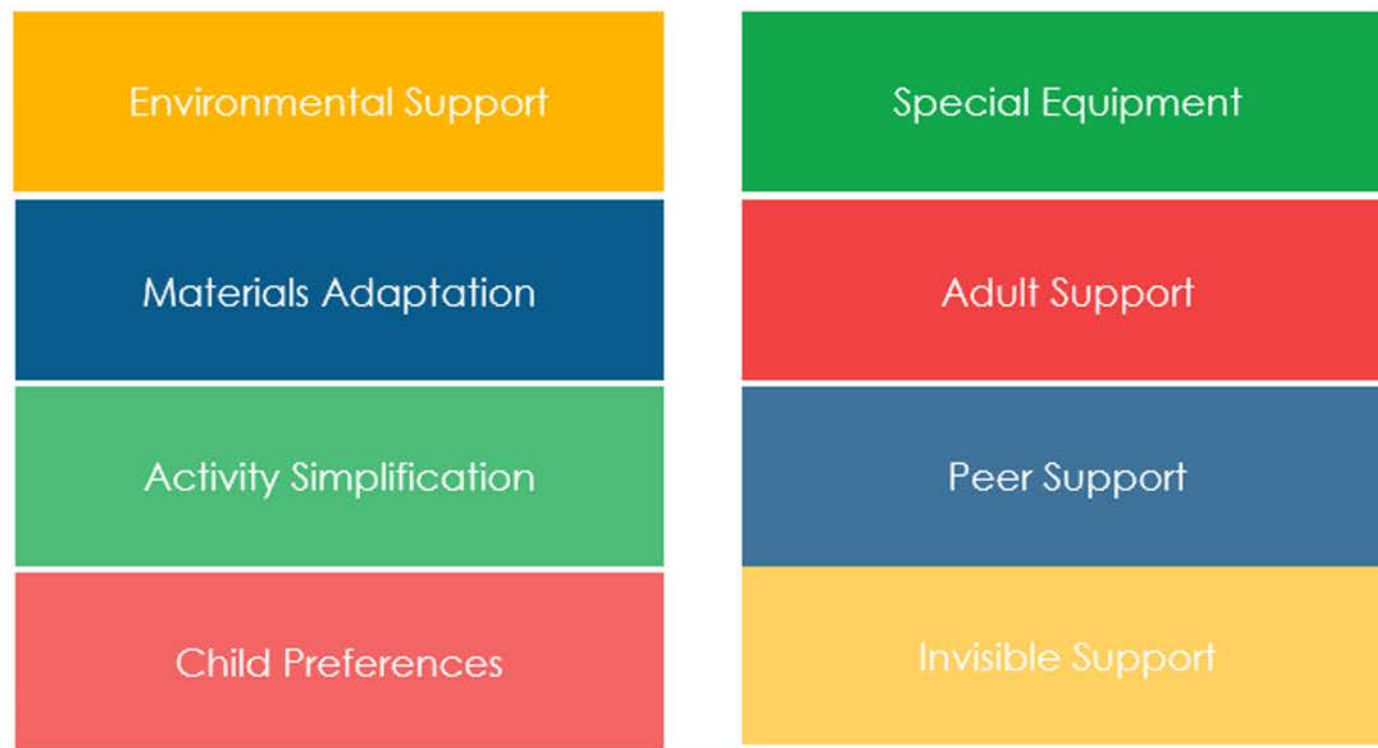 Environmental Support
Materials Adaptation
Activity Simplification
Child Preferences
Special Equipment
Adult Support
Peer Support
Invisible Support